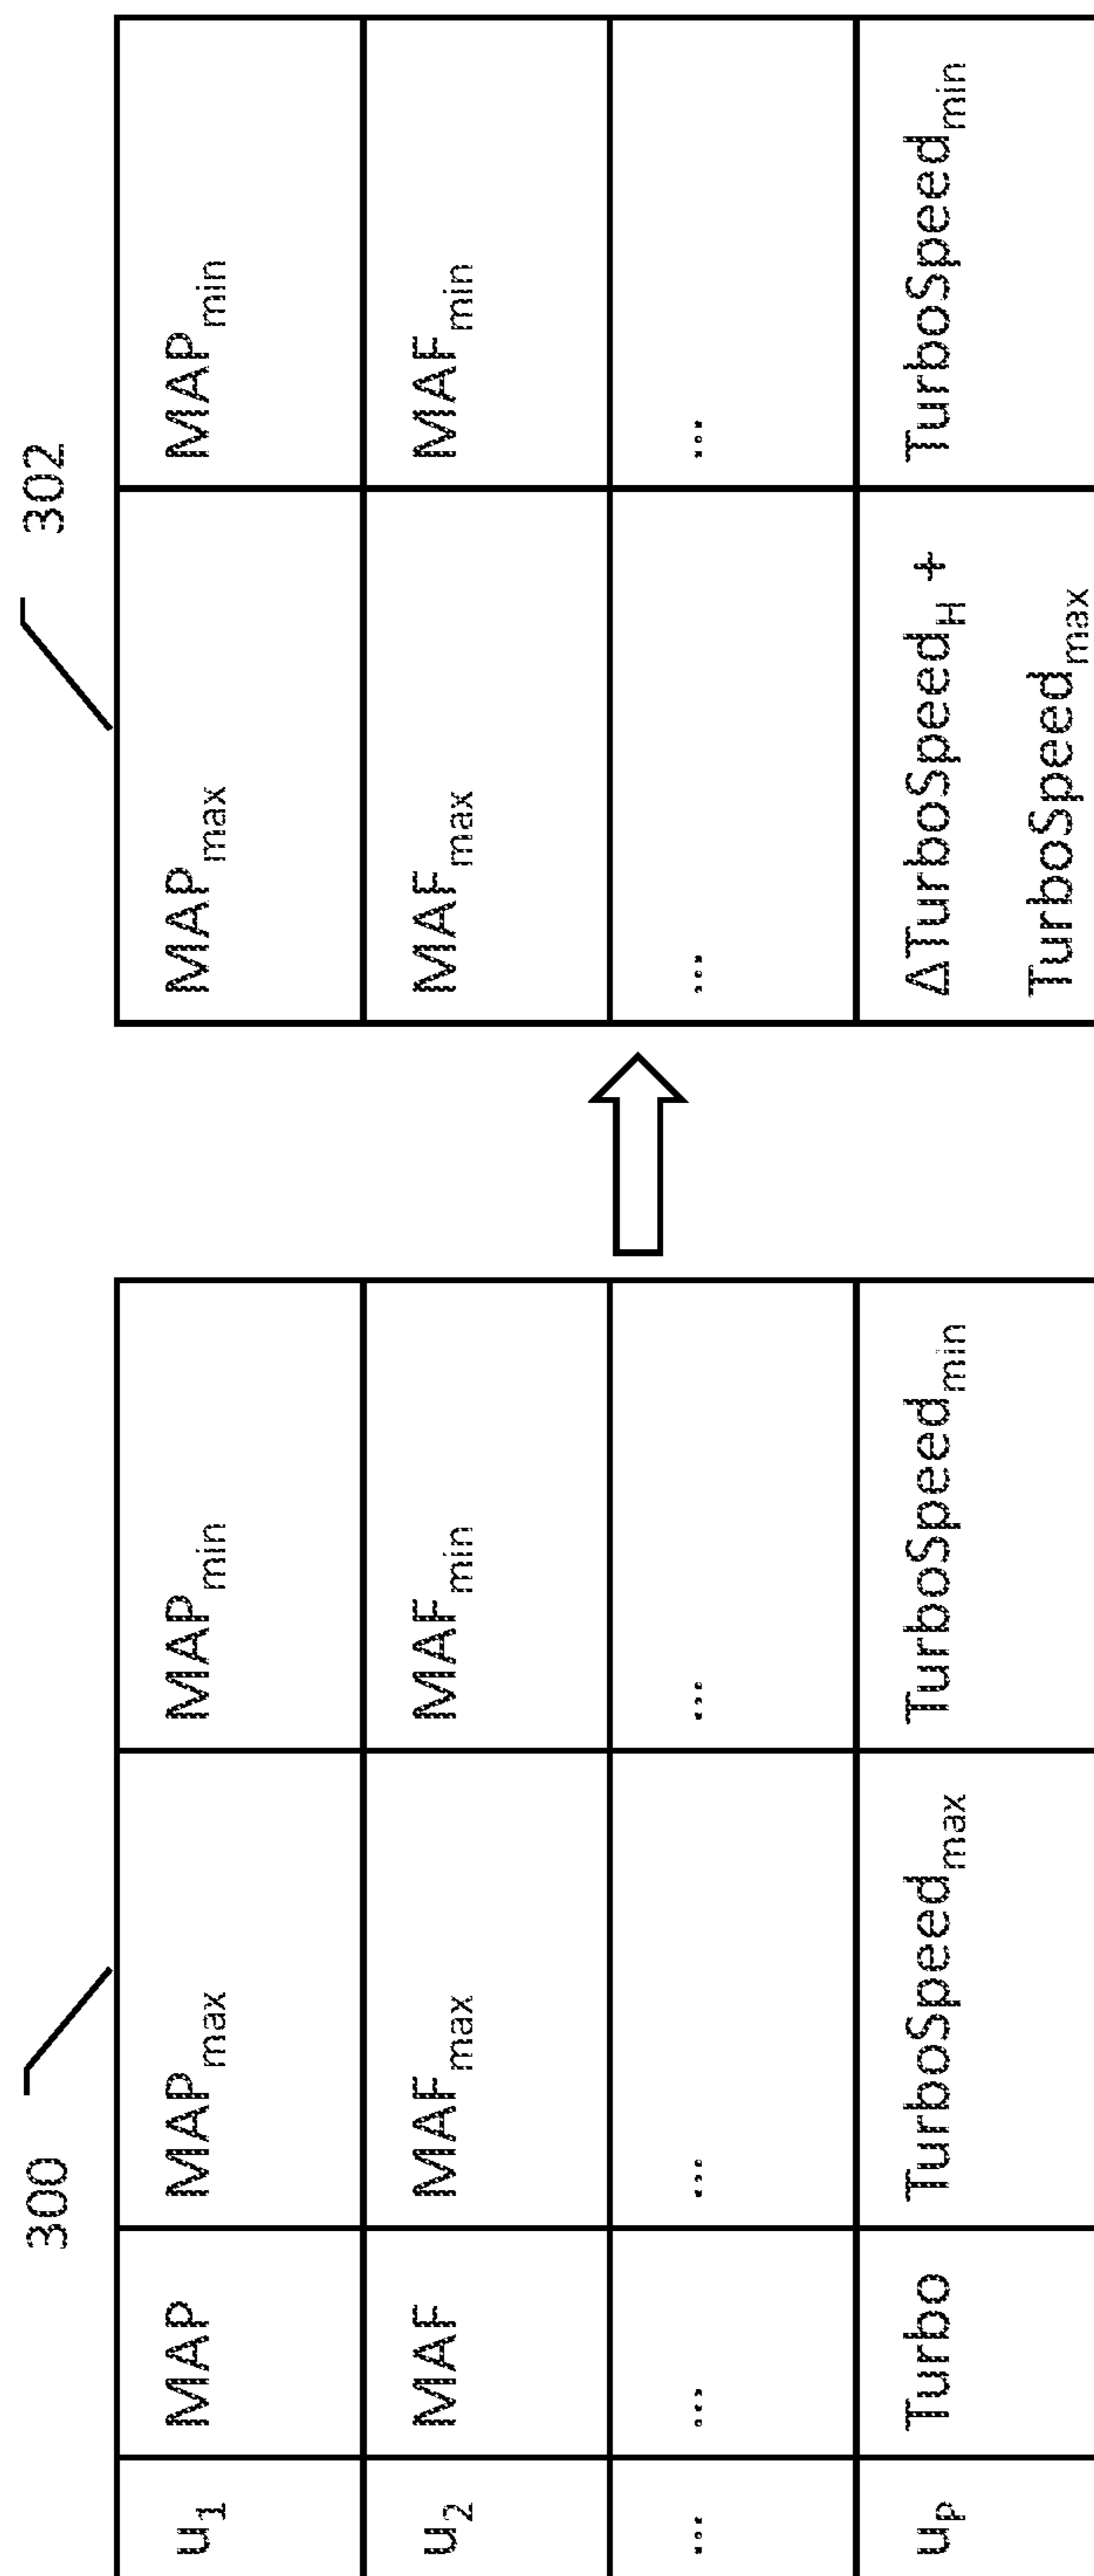 300
302
u1 MAP MAPmax MAPmin MAPmax MAPmin
u2 MAF MAFmax MAFmin MAFmax MAFmin
... ... ... ... ... ...
up Turbo TurboSpeedmax TurboSpeedmin ΔTurboSpeedH + TurboSpeedmin
TurboSpeedmax